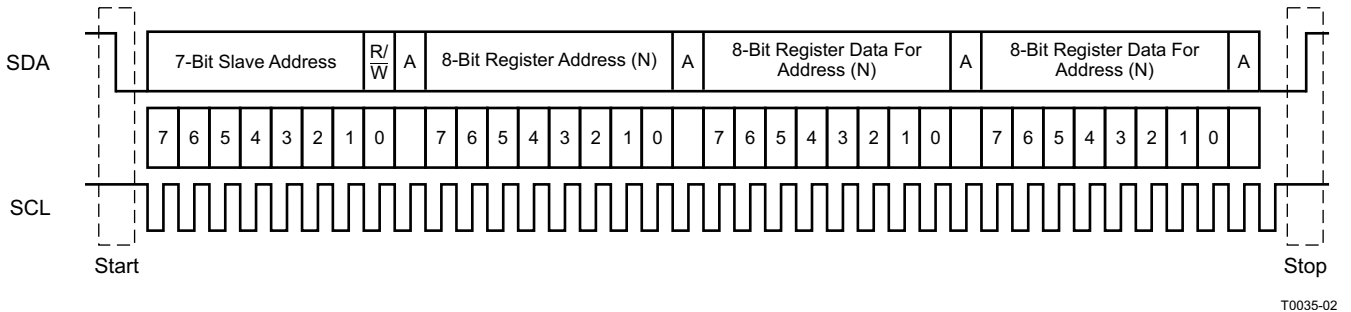 SDA
7-Bit Slave Address
R/
W
A
8-Bit Register Address (N)
A
8-Bit Register Data For
Address (N)
A
8-Bit Register Data For
Address (N)
A
7 6 5 4 3 2 1 0 7 6 5 4 3 2 1 0 7 6 5 4 3 2 1 0 7 6 5 4 3 2 1 0
SCL
Start
Stop
T0035-02